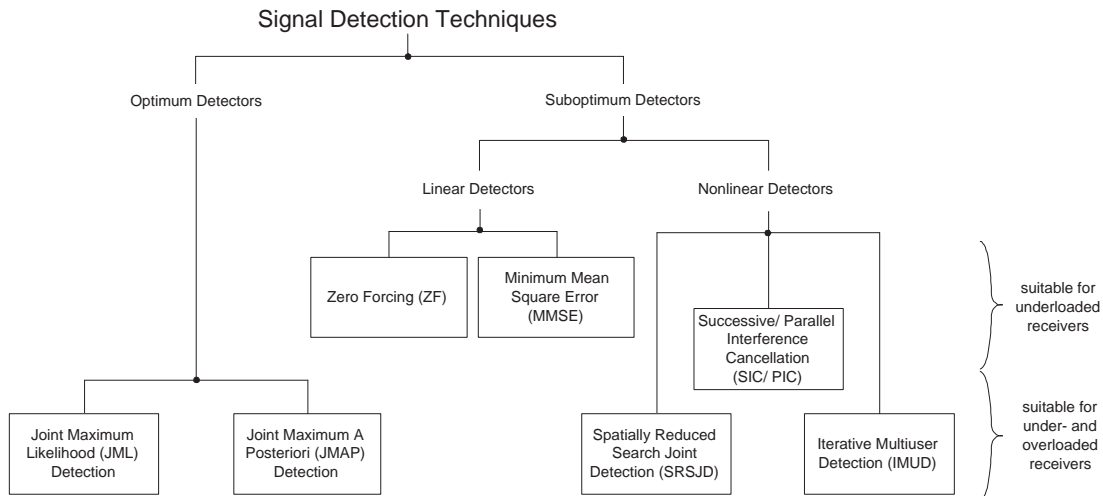 Signal Detection Techniques
Optimum Detectors
Suboptimum Detectors
Linear Detectors
Nonlinear Detectors
Zero Forcing (ZF)
Minimum Mean
Square Error
(MMSE)
Successive/ Parallel
Interference
Cancellation
(SIC/ PIC)
suitable for
underloaded
receivers
Joint Maximum
Likelihood (JML)
Detection
Joint Maximum A
Posteriori (JMAP)
Detection
Spatially Reduced
Search Joint
Detection (SRSJD)
Iterative Multiuser
Detection (IMUD)
suitable for
under- and
overloaded
receivers